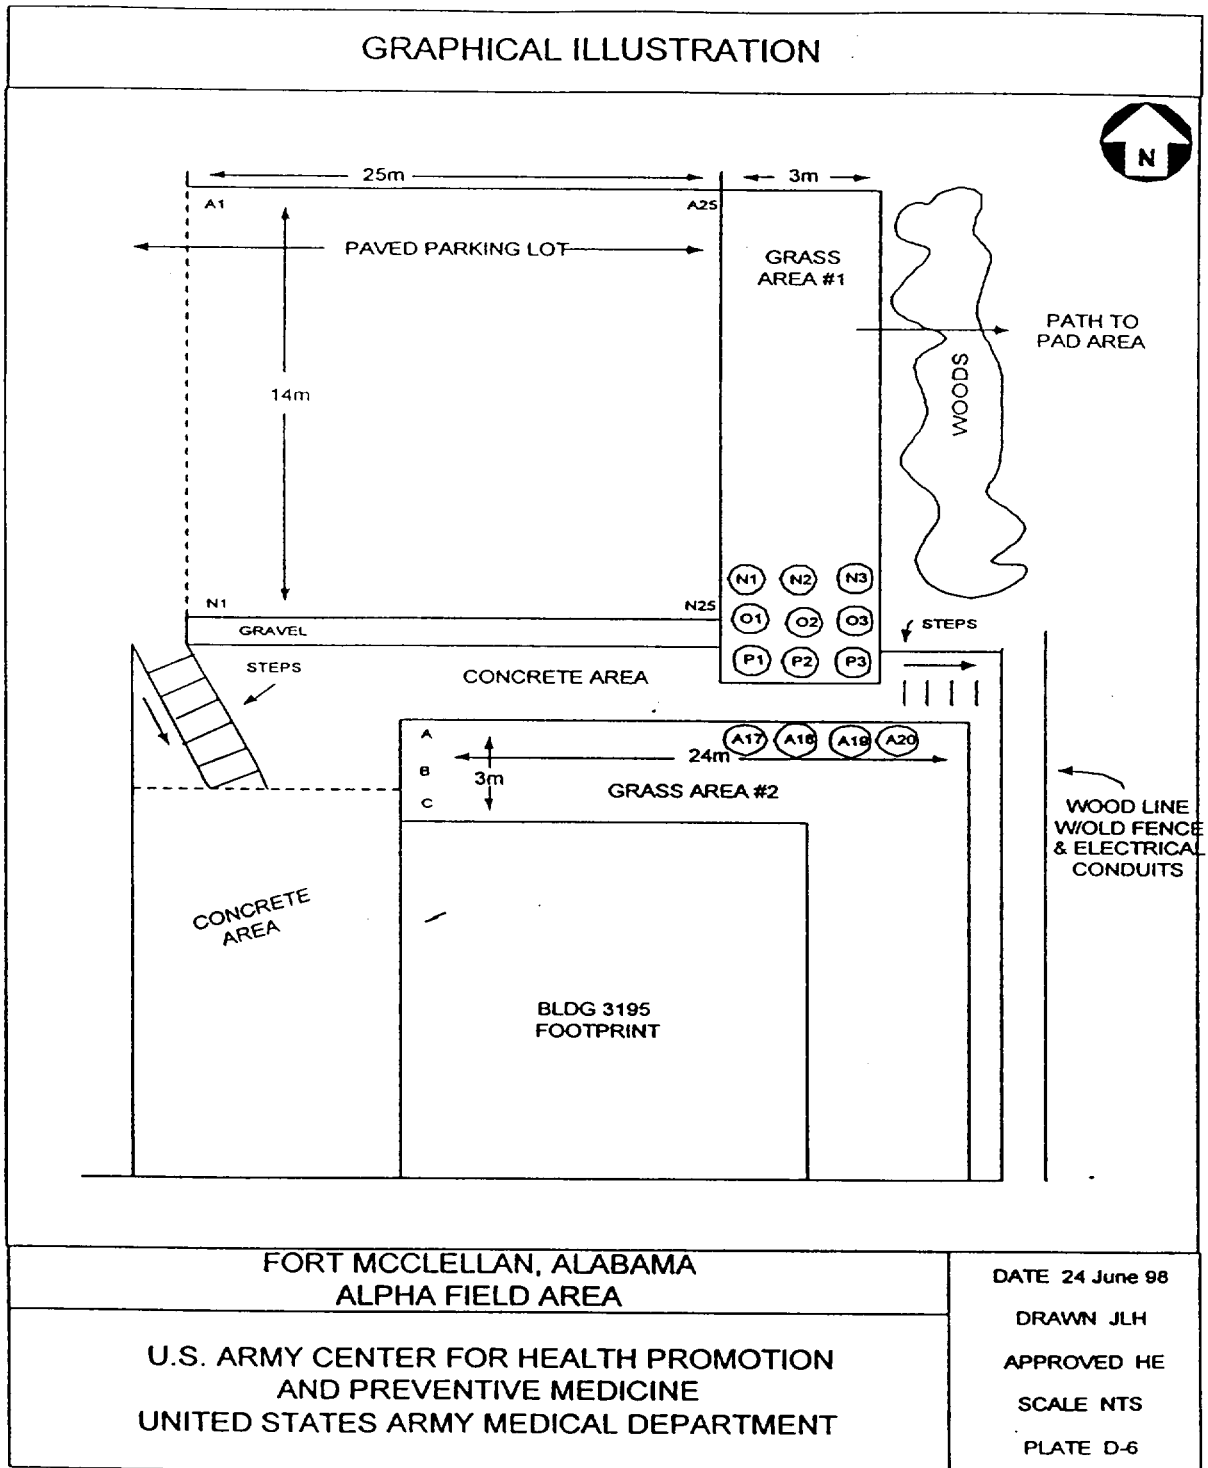 GRAPHICAL ILLUSTRATION
N
25m
3m
A1
A25
PAVED PARKING LOT
GRASS
AREA #1
PATH TO
PAD AREA
14m
WOODS
N1
N2
N3
N1
N25
O1
O2
O3
STEPS
GRAVEL
P1
P2
P3
STEPS
CONCRETE AREA
A
A17
A18
A19
A20
24m
B
3m
GRASS AREA #2
C
WOOD LINE
W/OLD FENCE
& ELECTRICAL
CONDUITS
CONCRETE
AREA
BLDG 3195
FOOTPRINT
FORT MCCLELLAN, ALABAMA
ALPHA FIELD AREA
U.S. ARMY CENTER FOR HEALTH PROMOTION
AND PREVENTIVE MEDICINE
UNITED STATES ARMY MEDICAL DEPARTMENT
DATE 24 June 98
DRAWN JLH
APPROVED HE
SCALE NTS
PLATE D-6